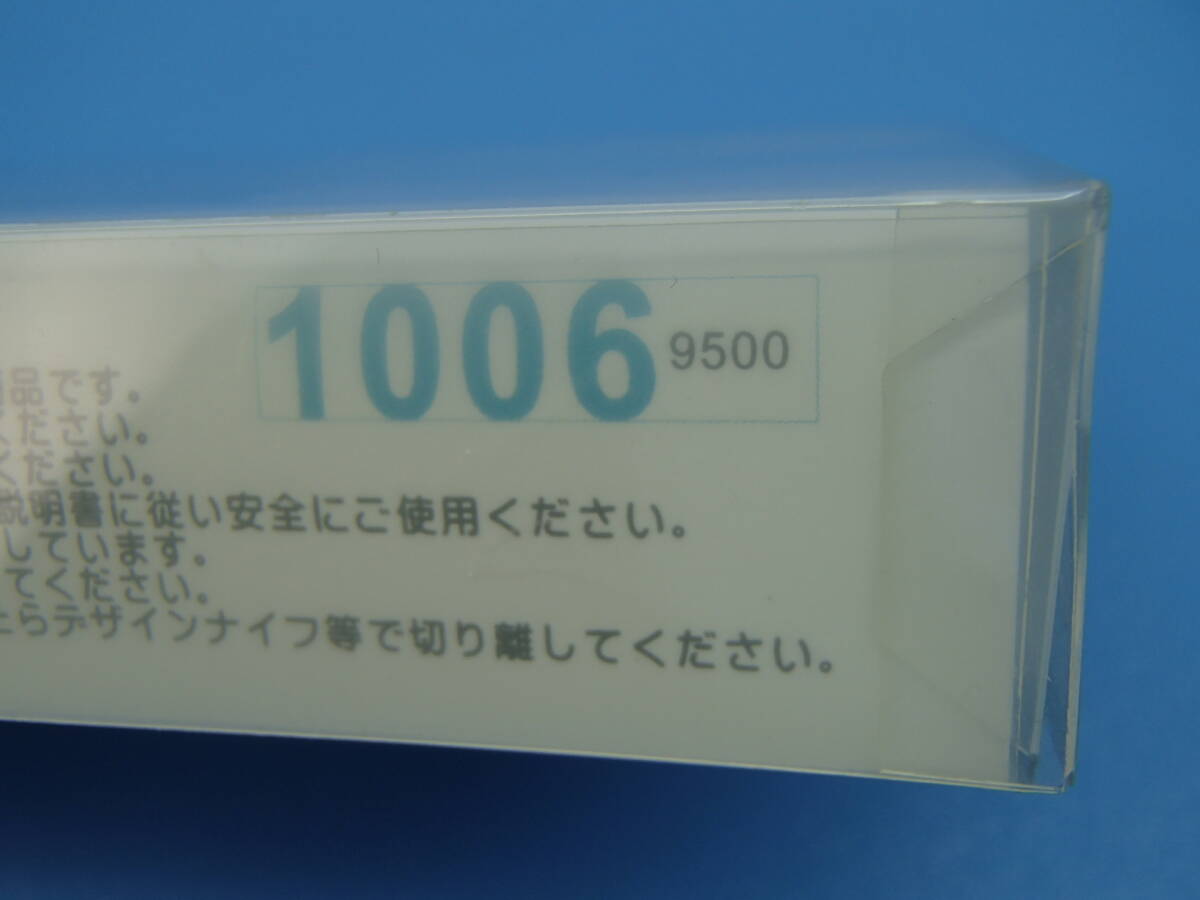 1006 9500
用品です。
ください。
ください。
説明書に従い安全にご使用ください。
しています。
てください。
たらデザインナイフ等で切り離してください。